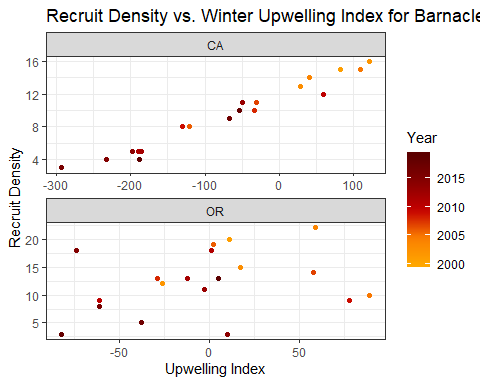 Recruit Density vs. Winter Upwelling Index for Barnacle
CA
16
12
8
4
-300 -200 -100 0 100
OR
20
15
10
5
-50 0 50
Upwelling Index
Recruit Density
Year
2015
2010
2005
2000